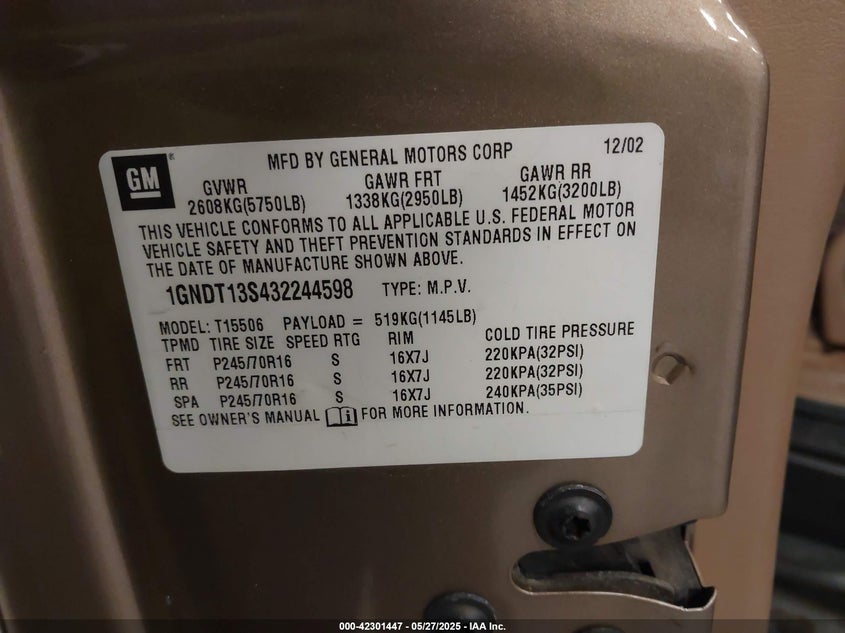 GM ® MFD BY GENERAL MOTORS CORP 12/02
GVWR GAWR FRT GAWR RR
2608KG(5750LB) 1338KG(2950LB) 1452KG(3200LB)
THIS VEHICLE CONFORMS TO ALL APPLICABLE U.S. FEDERAL MOTOR
VEHICLE SAFETY AND THEFT PREVENTION STANDARDS IN EFFECT ON
THE DATE OF MANUFACTURE SHOWN ABOVE.
1GNDT13S432244598 TYPE: M.P.V.
MODEL: T15506 PAYLOAD = 519KG(1145LB)
TPMD TIRE SIZE SPEED RTG RIM COLD TIRE PRESSURE
FRT P245/70R16 S 16X7J 220KPA(32PSI)
RR P245/70R16 S 16X7J 220KPA(32PSI)
SPA P245/70R16 S 16X7J 240KPA(35PSI)
SEE OWNER'S MANUAL FOR MORE INFORMATION.
000-42301447 — 05/27/2025 — IAA Inc.